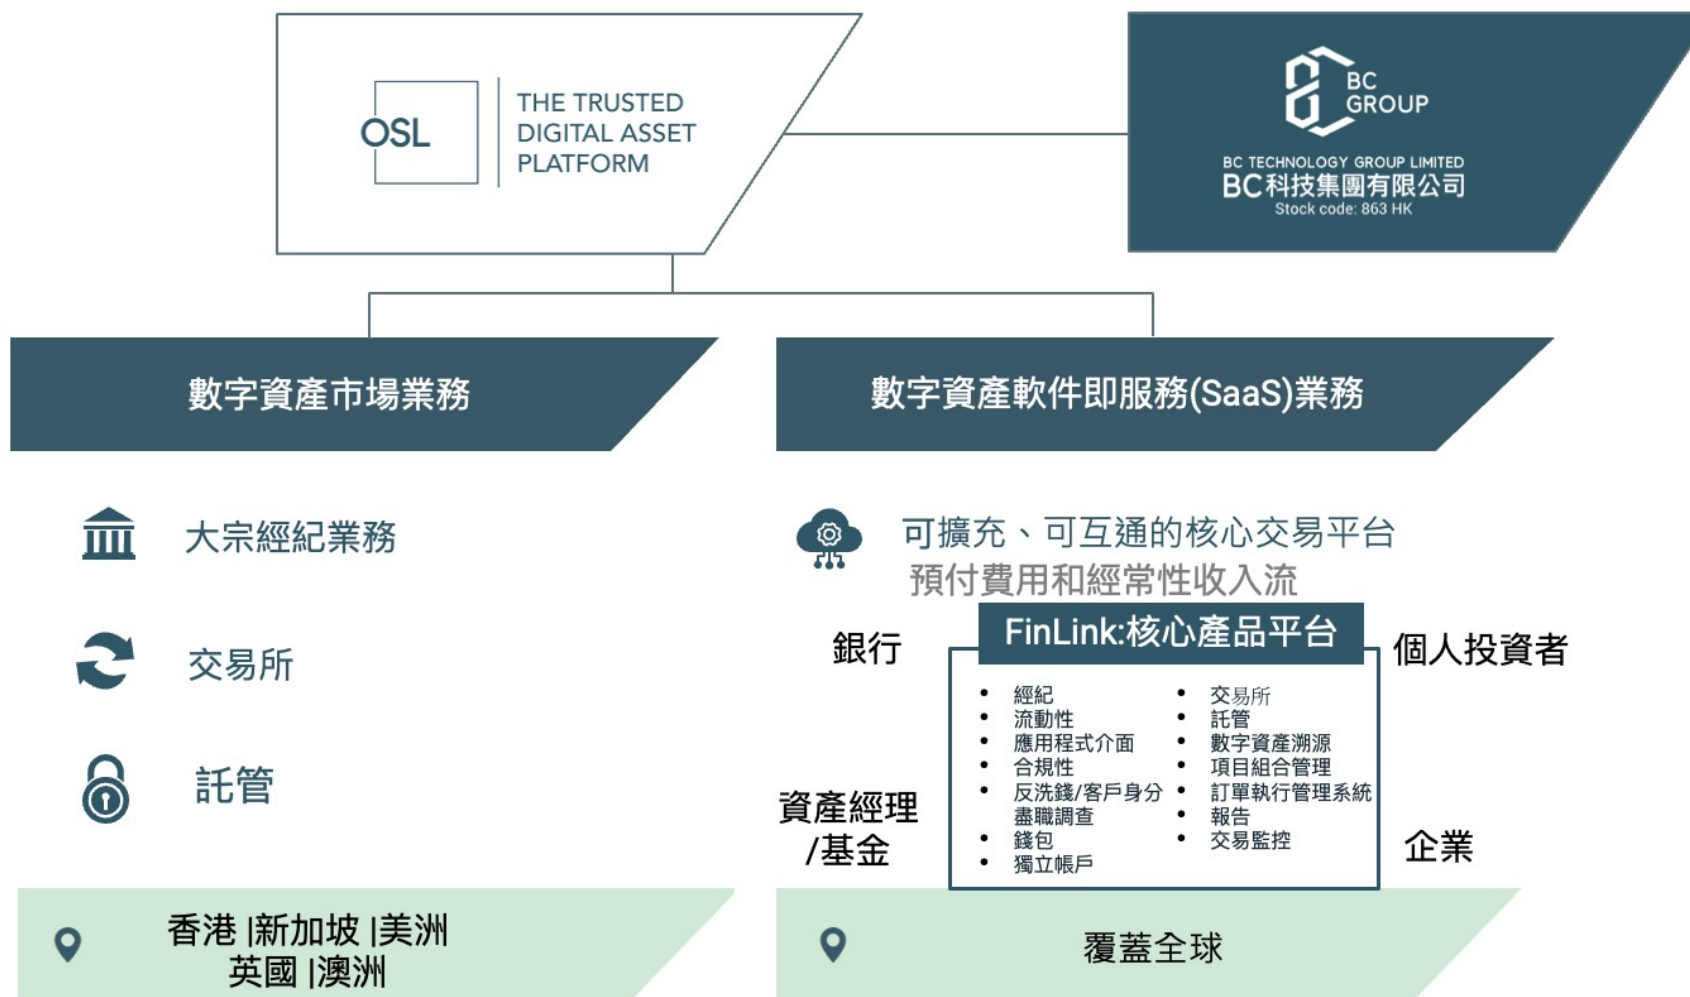 OSL
THE TRUSTED
DIGITAL ASSET
PLATFORM
BC
GROUP
BC TECHNOLOGY GROUP LIMITED
BC科技集團有限公司
Stock code: 863 HK
數字資產市場業務
大宗經紀業務
交易所
託管
香港 |新加坡 |美洲
英國 |澳洲
數字資產軟件即服務(SaaS)業務
可擴充、可互通的核心交易平台
預付費用和經常性收入流
銀行
FinLink:核心產品平台
個人投資者
• 經紀
• 流動性
• 應用程式介面
• 合規性
• 反洗錢/客戶身分
盡職調查
• 錢包
• 獨立帳戶
• 交易所
• 託管
• 數字資產溯源
• 項目組合管理
• 訂單執行管理系統
• 報告
• 交易監控
資產經理
/基金
企業
覆蓋全球